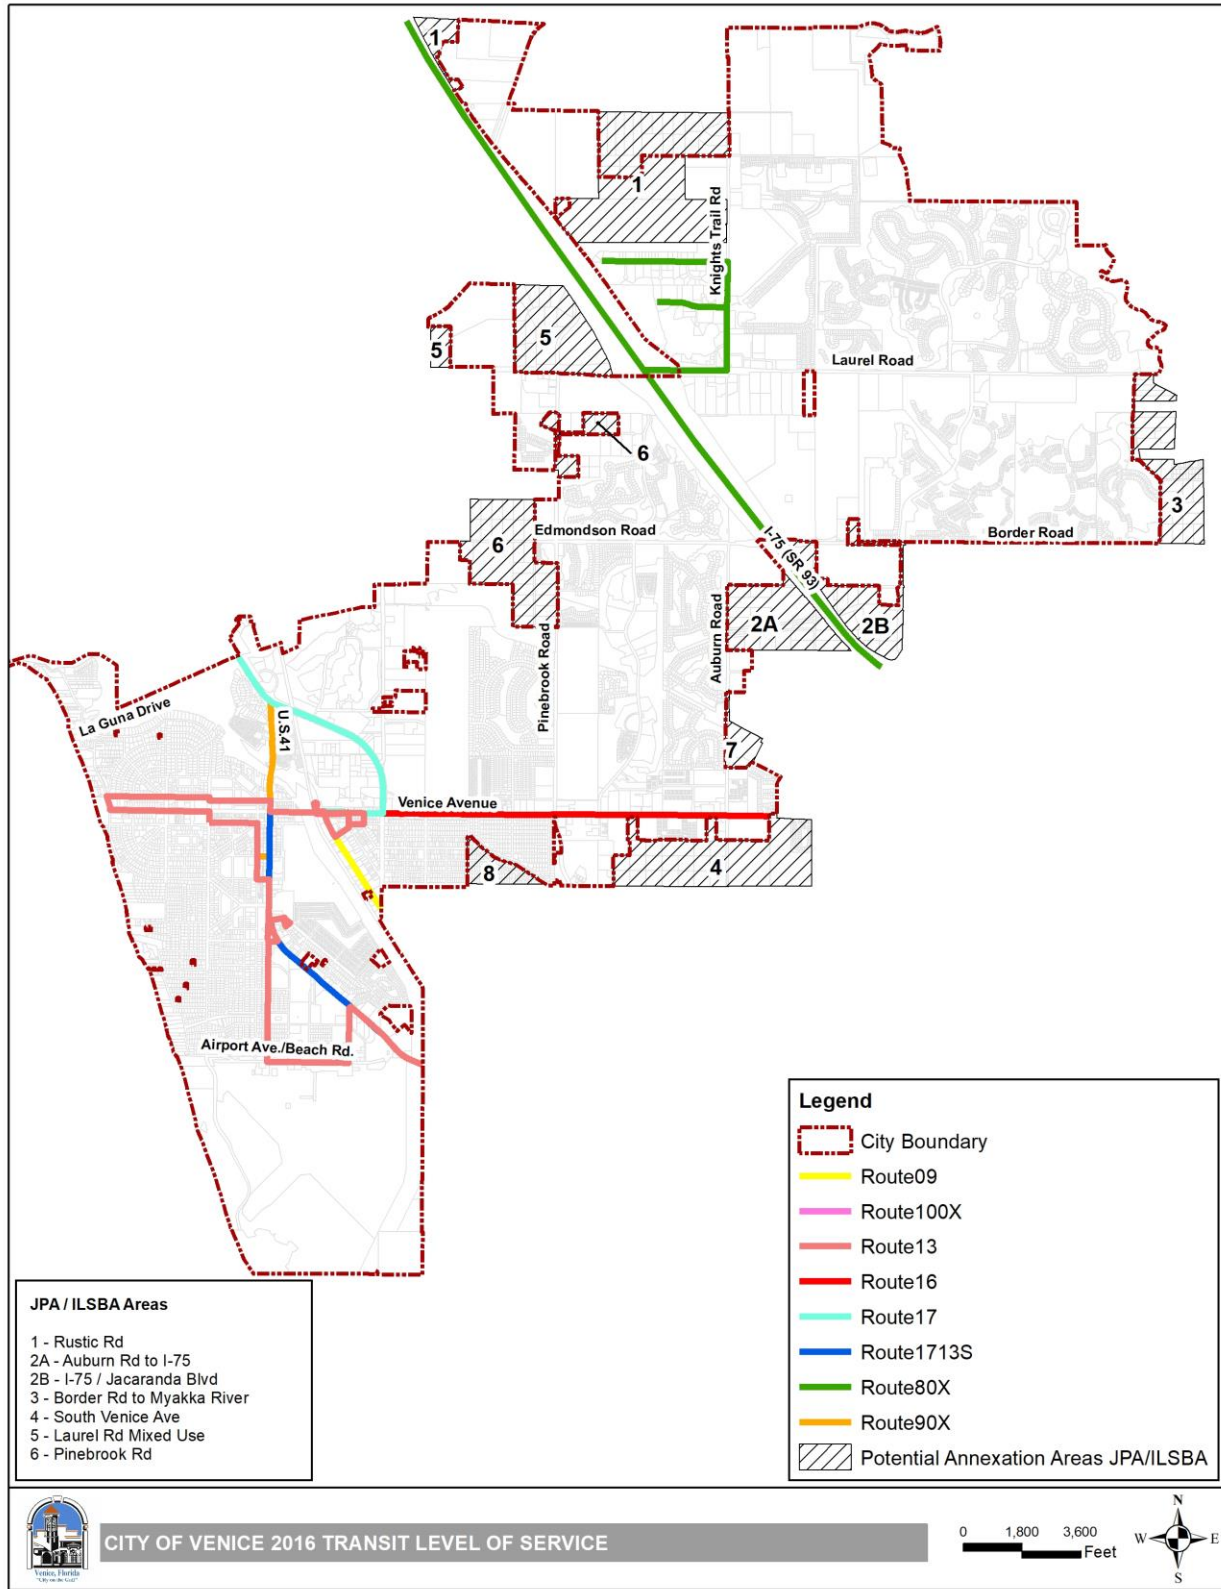 1
1
Knights Trail Rd
5
5
Laurel Road
6
3
Edmondson Road
6
I-75 (SR 93)
Border Road
2A
2B
Auburn Road
Pinebrook Road
La Guna Drive
U.S.41
7
Venice Avenue
8
4
Airport Ave./Beach Rd.
Legend
City Boundary
Route09
Route100X
Route13
Route16
Route17
Route1713S
Route80X
Route90X
Potential Annexation Areas JPA/ILSBA
JPA / ILSBA Areas
1 - Rustic Rd
2A - Auburn Rd to I-75
2B - I-75 / Jacaranda Blvd
3 - Border Rd to Myakka River
4 - South Venice Ave
5 - Laurel Rd Mixed Use
6 - Pinebrook Rd
Venice, Florida
"City on the Gulf"
CITY OF VENICE 2016 TRANSIT LEVEL OF SERVICE
0 1,800 3,600
Feet
N
W E
S